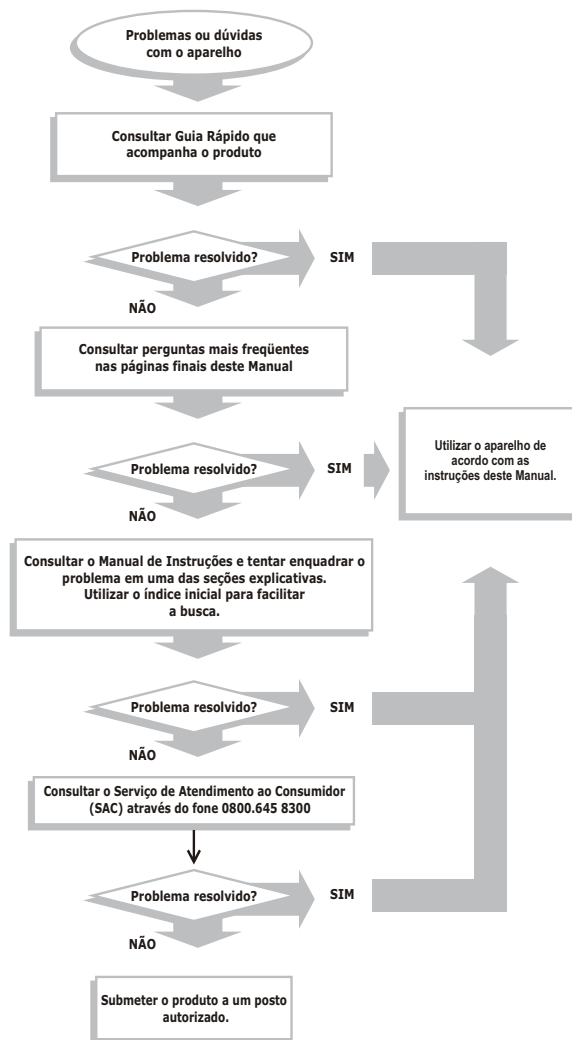 Problemas ou dúvidas
com o aparelho
Consultar Guia Rápido que
acompanha o produto
Problema resolvido?
SIM
NÃO
Consultar perguntas mais freqüentes
nas páginas finais deste Manual
Problema resolvido?
SIM
Utilizar o aparelho de
acordo com as
instruções deste Manual.
NÃO
Consultar o Manual de Instruções e tentar enquadrar o
problema em uma das seções explicativas.
Utilizar o índice inicial para facilitar
a busca.
Problema resolvido?
SIM
NÃO
Consultar o Serviço de Atendimento ao Consumidor
(SAC) através do fone 0800.645 8300
Problema resolvido?
SIM
NÃO
Submeter o produto a um posto
autorizado.